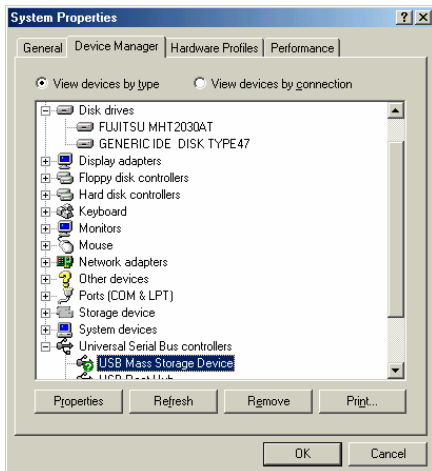 System Properties
General Device Manager Hardware Profiles Performance
View devices by type View devices by connection
Disk drives
FUJITSU MHT2030AT
GENERIC IDE DISK TYPE47
Display adapters
Floppy disk controllers
Hard disk controllers
Keyboard
Monitors
Mouse
Network adapters
Other devices
Ports (COM & LPT)
Storage device
System devices
Universal Serial Bus controllers
USB Mass Storage Device
USB Root Hub
Properties Refresh Remove Print...
OK Cancel